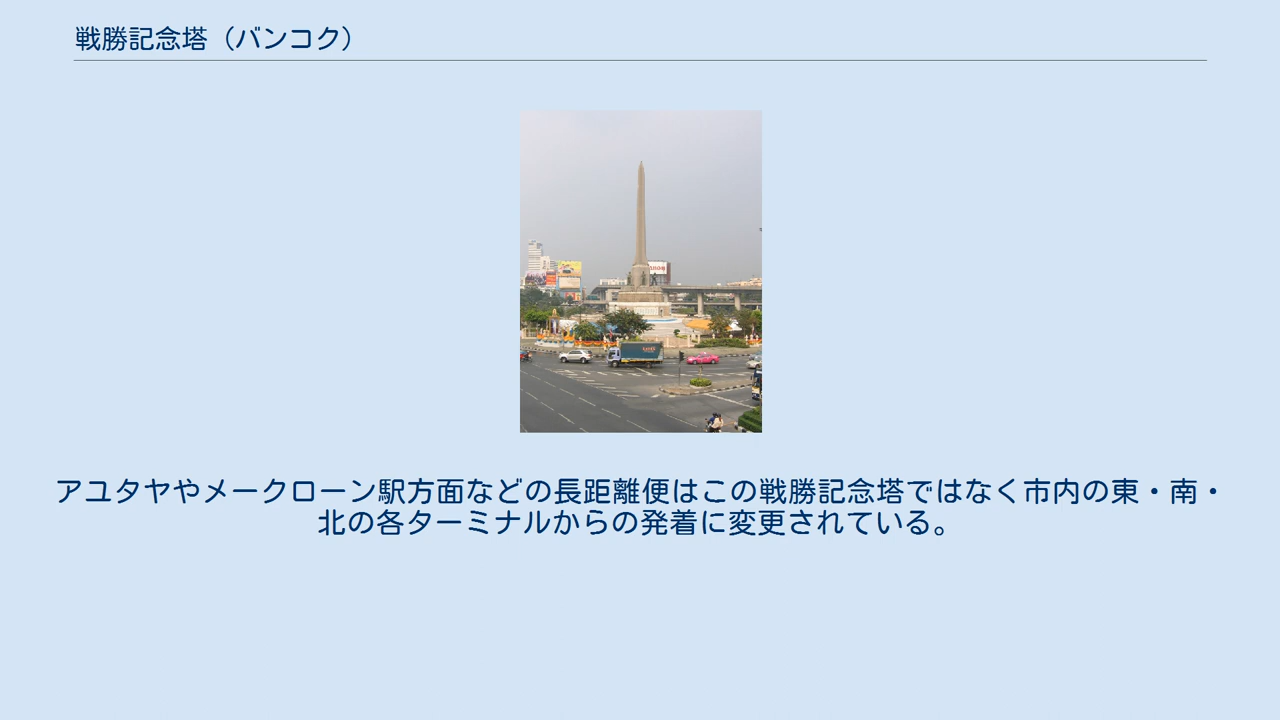 戦勝記念塔（バンコク）
アユタヤやメークローン駅方面などの長距離便はこの戦勝記念塔ではなく市内の東・南・
北の各ターミナルからの発着に変更されている。